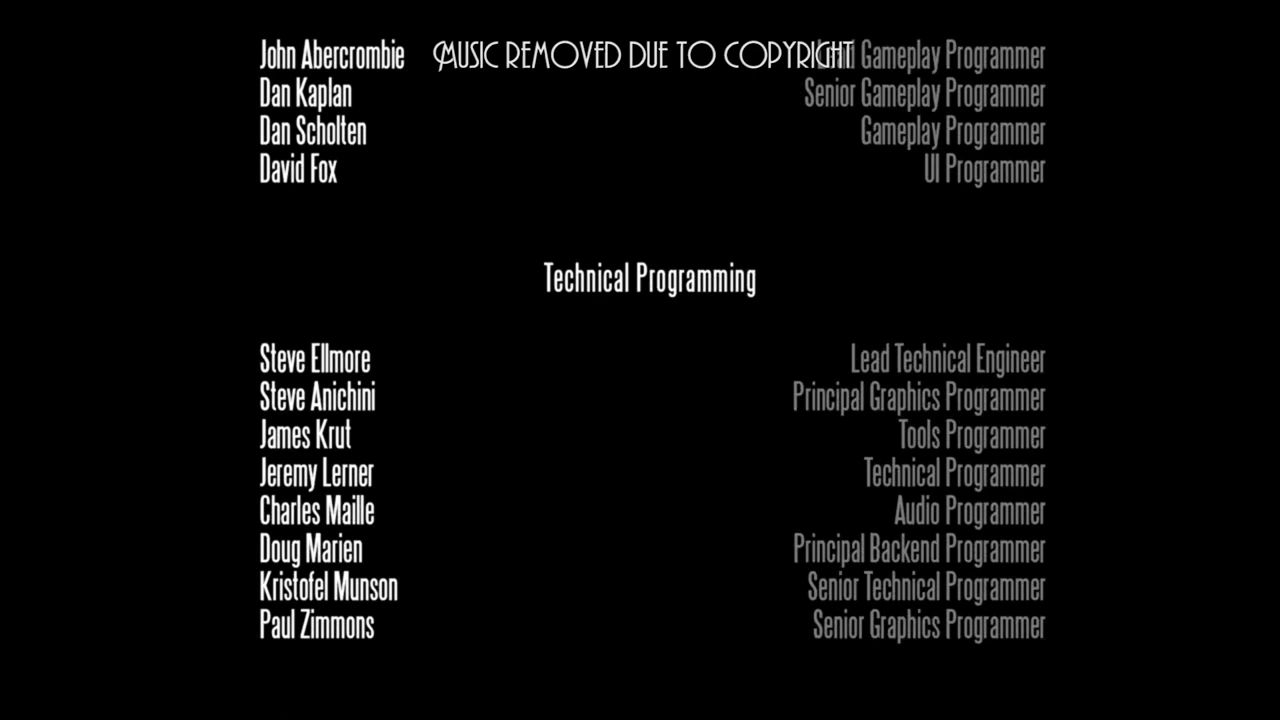 John Abercrombie MUSIC REMOVED DUE TO COPYRIGHT Gameplay Programmer
Dan Kaplan Senior Gameplay Programmer
Dan Scholten Gameplay Programmer
David Fox UI Programmer
Technical Programming
Steve Ellmore Lead Technical Engineer
Steve Anichini Principal Graphics Programmer
James Krut Tools Programmer
Jeremy Lerner Technical Programmer
Charles Maille Audio Programmer
Doug Marien Principal Backend Programmer
Kristofel Munson Senior Technical Programmer
Paul Zimmons Senior Graphics Programmer